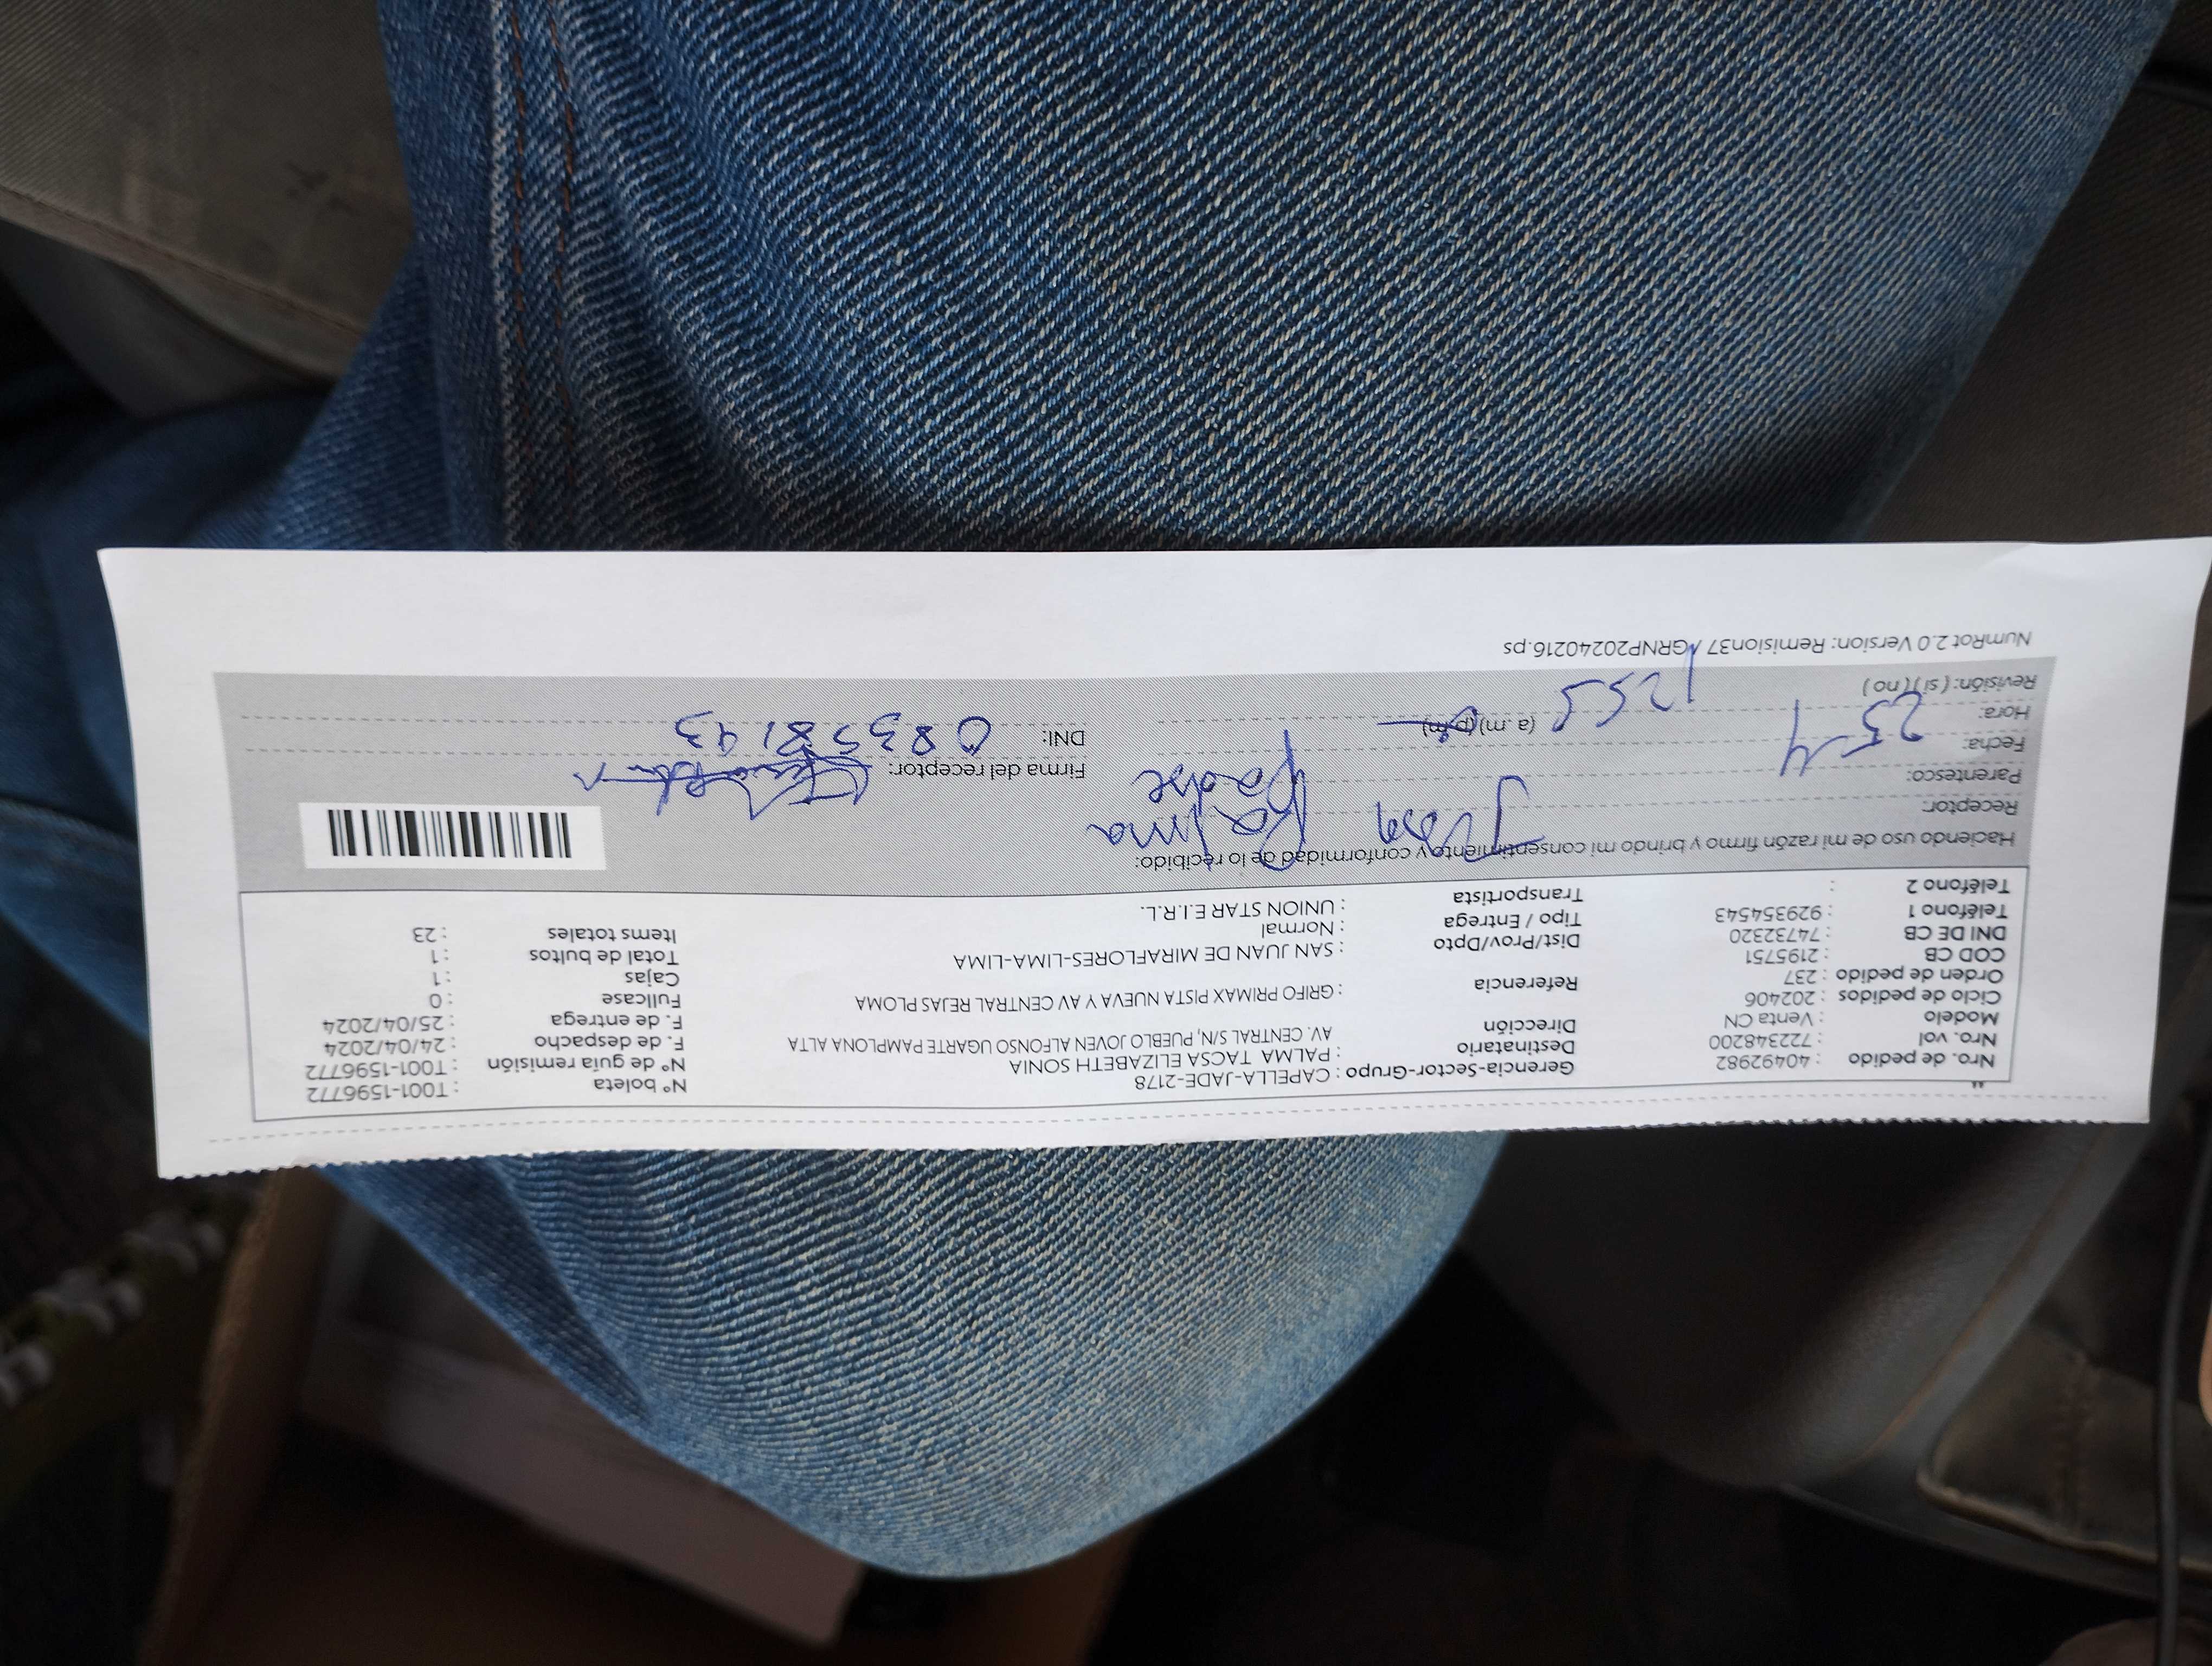 Nro. de pedido : 40492982
Nro. vol : 722348200
Modelo : Venta CN
Ciclo de pedidos : 202406
Orden de pedido : 237
COD CB : 2195751
DNI DE CB : 74732320
Teléfono 1 : 929354543
Teléfono 2 :
Gerencia-Sector-Grupo : CAPELLA-JADE-2178
Destinatario : PALMA TACSA ELIZABETH SONIA
Dirección AV. CENTRAL S/N, PUEBLO JOVEN ALFONSO UGARTE PAMPLONA ALTA
Referencia : GRIFO PRIMAX PISTA NUEVA Y AV CENTRAL REJAS PLOMA
Dist/Prov/Dpto : SAN JUAN DE MIRAFLORES-LIMA-LIMA
Tipo / Entrega : Normal
Transportista : UNION STAR E.I.R.L.
N° boleta : T001-1596772
N° de guía remisión : T001-1596772
F. de despacho : 24/04/2024
F. de entrega : 25/04/2024
Fullcase : 0
Cajas : 1
Total de bultos : 1
Items totales : 23
Haciendo uso de mi razón firmo y brindo mi consentimiento y conformidad de lo recibido:
Receptor: Juan Palma
Parentesco: padre
Fecha: 25-4
Hora: 1255 (a.m) (p.m)
Revisión: ( si ) ( no )
Firma del receptor:
DNI: 08358143
NumRot 2.0 Version: Remision37 / GRNP20240216.ps